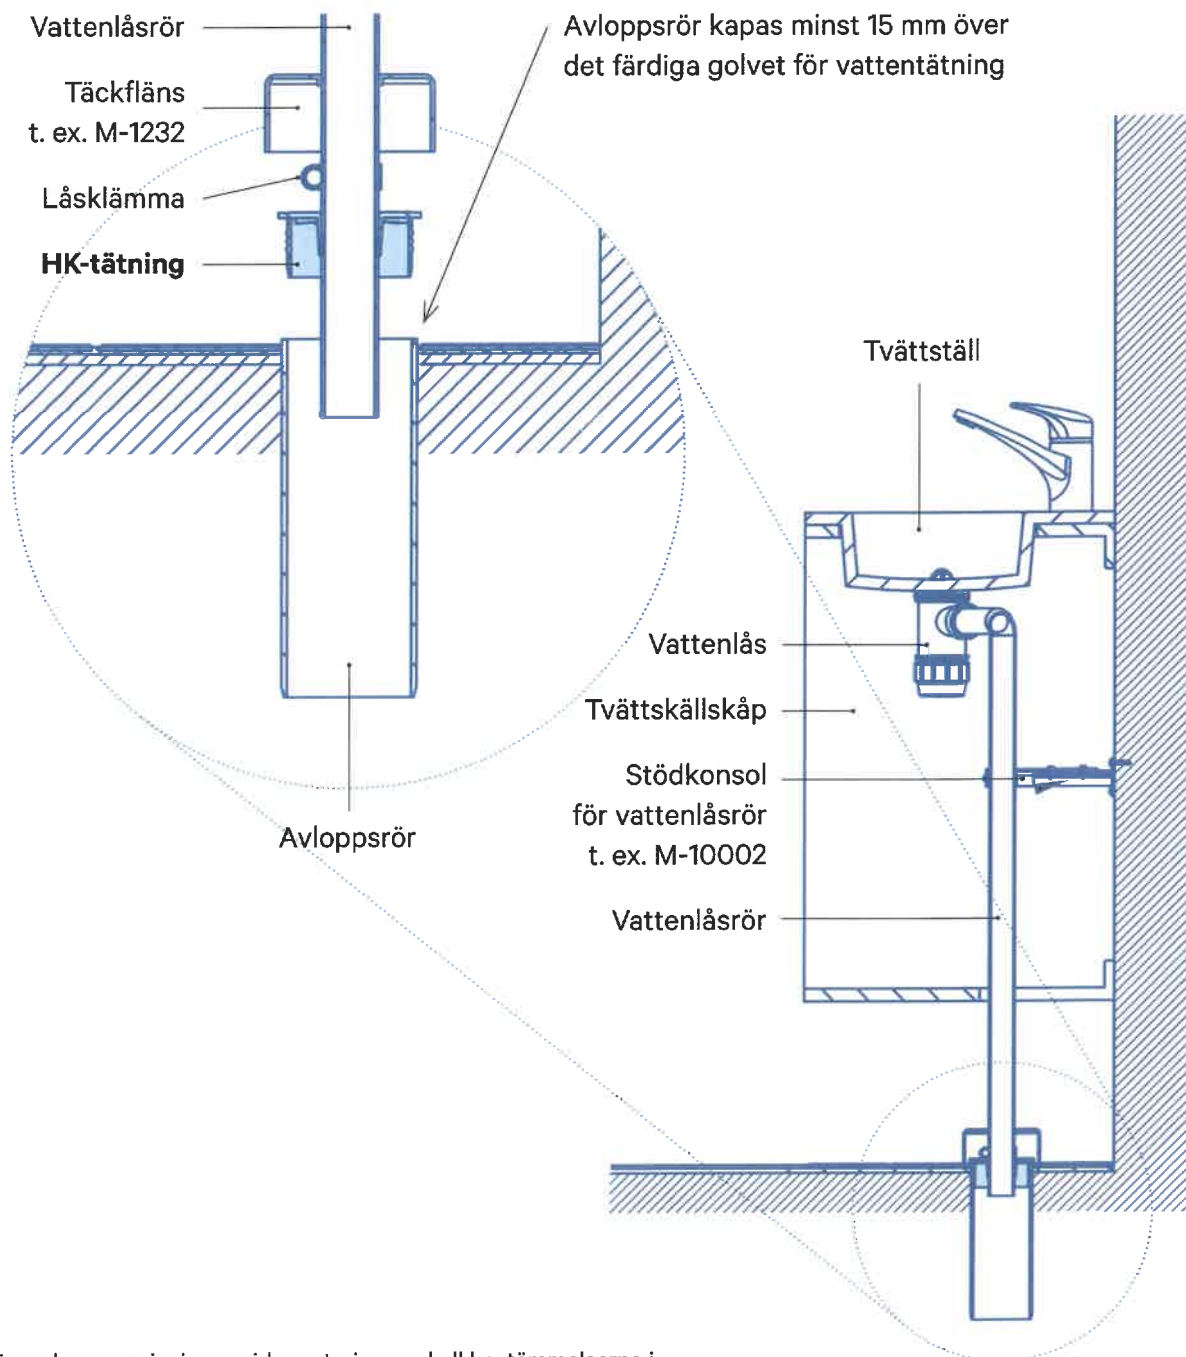 Vattenlåsrör
Täckfläns
t. ex. M-1232
Låsklämma
HK-tätning
Avloppsrör kapas minst 15 mm över
det färdiga golvet för vattentätning
Avloppsrör
Tvättställ
Vattenlås
Tvättskällskåp
Stödkonsol
för vattenlåsrör
t. ex. M-10002
Vattenlåsrör